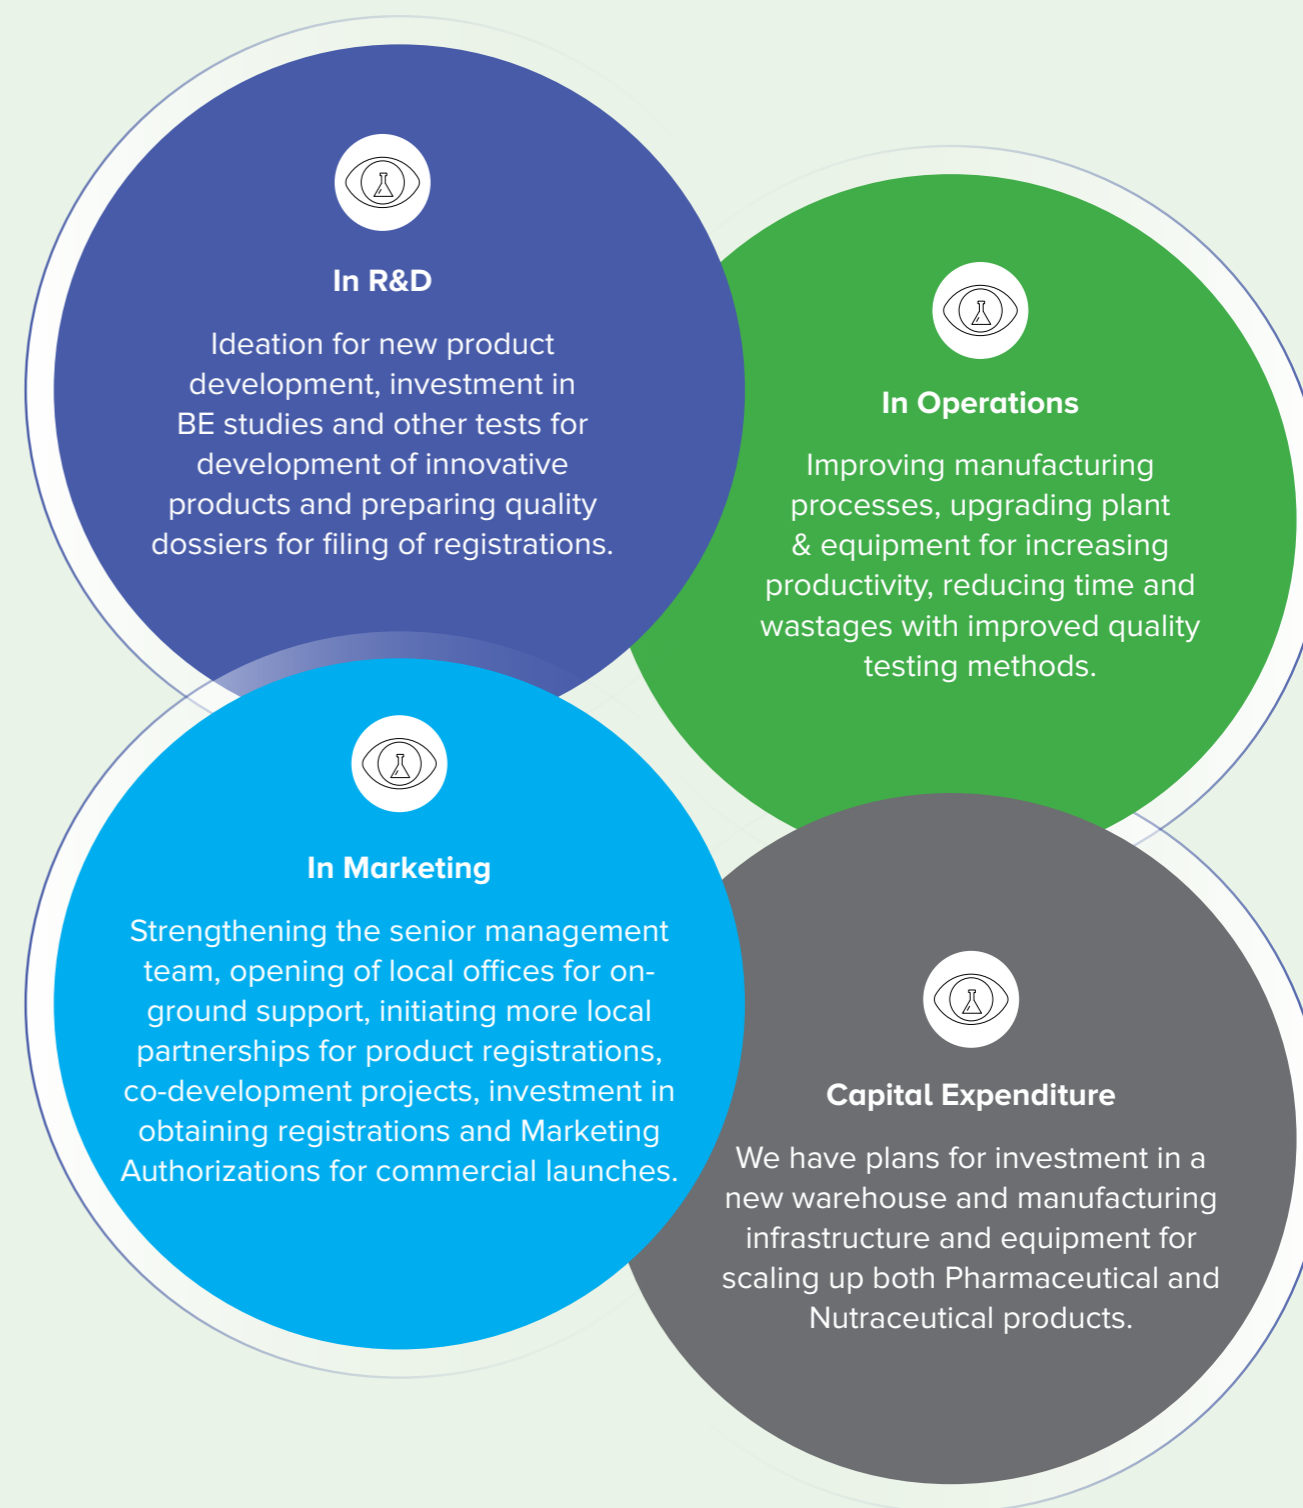 In R&D
Ideation for new product
development, investment in
BE studies and other tests for
development of innovative
products and preparing quality
dossiers for filing of registrations.
In Operations
Improving manufacturing
processes, upgrading plant
& equipment for increasing
productivity, reducing time and
wastages with improved quality
testing methods.
In Marketing
Strengthening the senior management
team, opening of local offices for on-
ground support, initiating more local
partnerships for product registrations,
co-development projects, investment in
obtaining registrations and Marketing
Authorizations for commercial launches.
Capital Expenditure
We have plans for investment in a
new warehouse and manufacturing
infrastructure and equipment for
scaling up both Pharmaceutical and
Nutraceutical products.